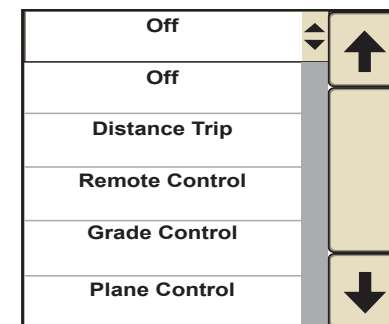 Off
Off
Distance Trip
Remote Control
Grade Control
Plane Control